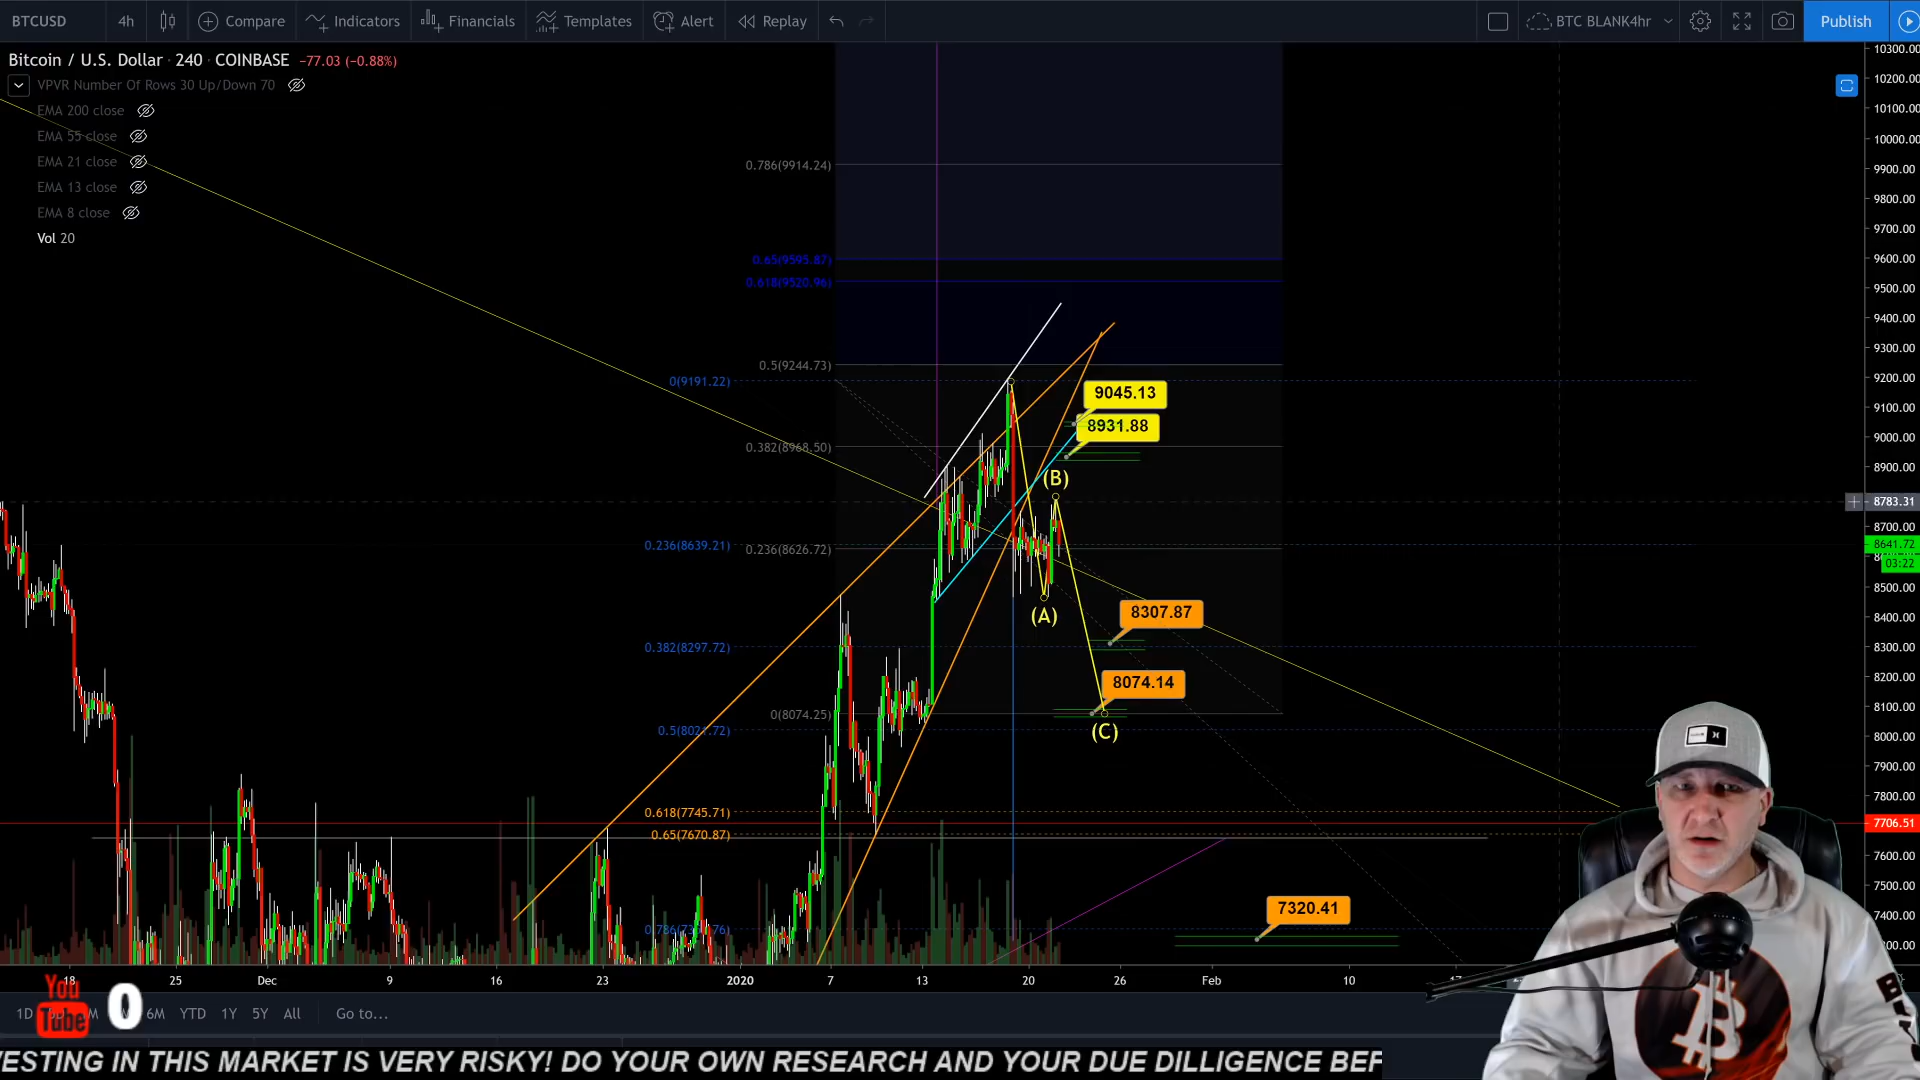 BTCUSD 4h Compare Indicators Financials Templates Alert Replay BTC BLANK4hr Publish
Bitcoin / U.S. Dollar · 240 · COINBASE −77.03 (−0.88%)
VPVR Number Of Rows 30 Up/Down 70
EMA 200 close
EMA 55 close
EMA 21 close
EMA 13 close
EMA 8 close
Vol 20
0.786(9914.24)
0.65(9595.87)
0.618(9520.96)
0.5(9244.73)
0(9191.22)
9045.13
8931.88
0.382(8968.50)
(B)
0.236(8639.21)
0.236(8626.72)
(A)
8307.87
0.382(8297.72)
8074.14
0(8074.25)
(C)
0.618(7745.71)
0.65(7670.87)
7320.41
10300.00
10200.00
10100.00
10000.00
9900.00
9800.00
9700.00
9600.00
9500.00
9400.00
9300.00
9200.00
9100.00
9000.00
8900.00
8783.31
8700.00
8641.72
03:22
8500.00
8400.00
8300.00
8200.00
8100.00
8000.00
7900.00
7800.00
7706.51
7600.00
7500.00
7400.00
18 25 Dec 9 16 23 2020 7 13 20 26 Feb 10 17
1D 6M YTD 1Y 5Y All Go to...
You
Tube 0
VESTING IN THIS MARKET IS VERY RISKY! DO YOUR OWN RESEARCH AND YOUR DUE DILLIGENCE BEF